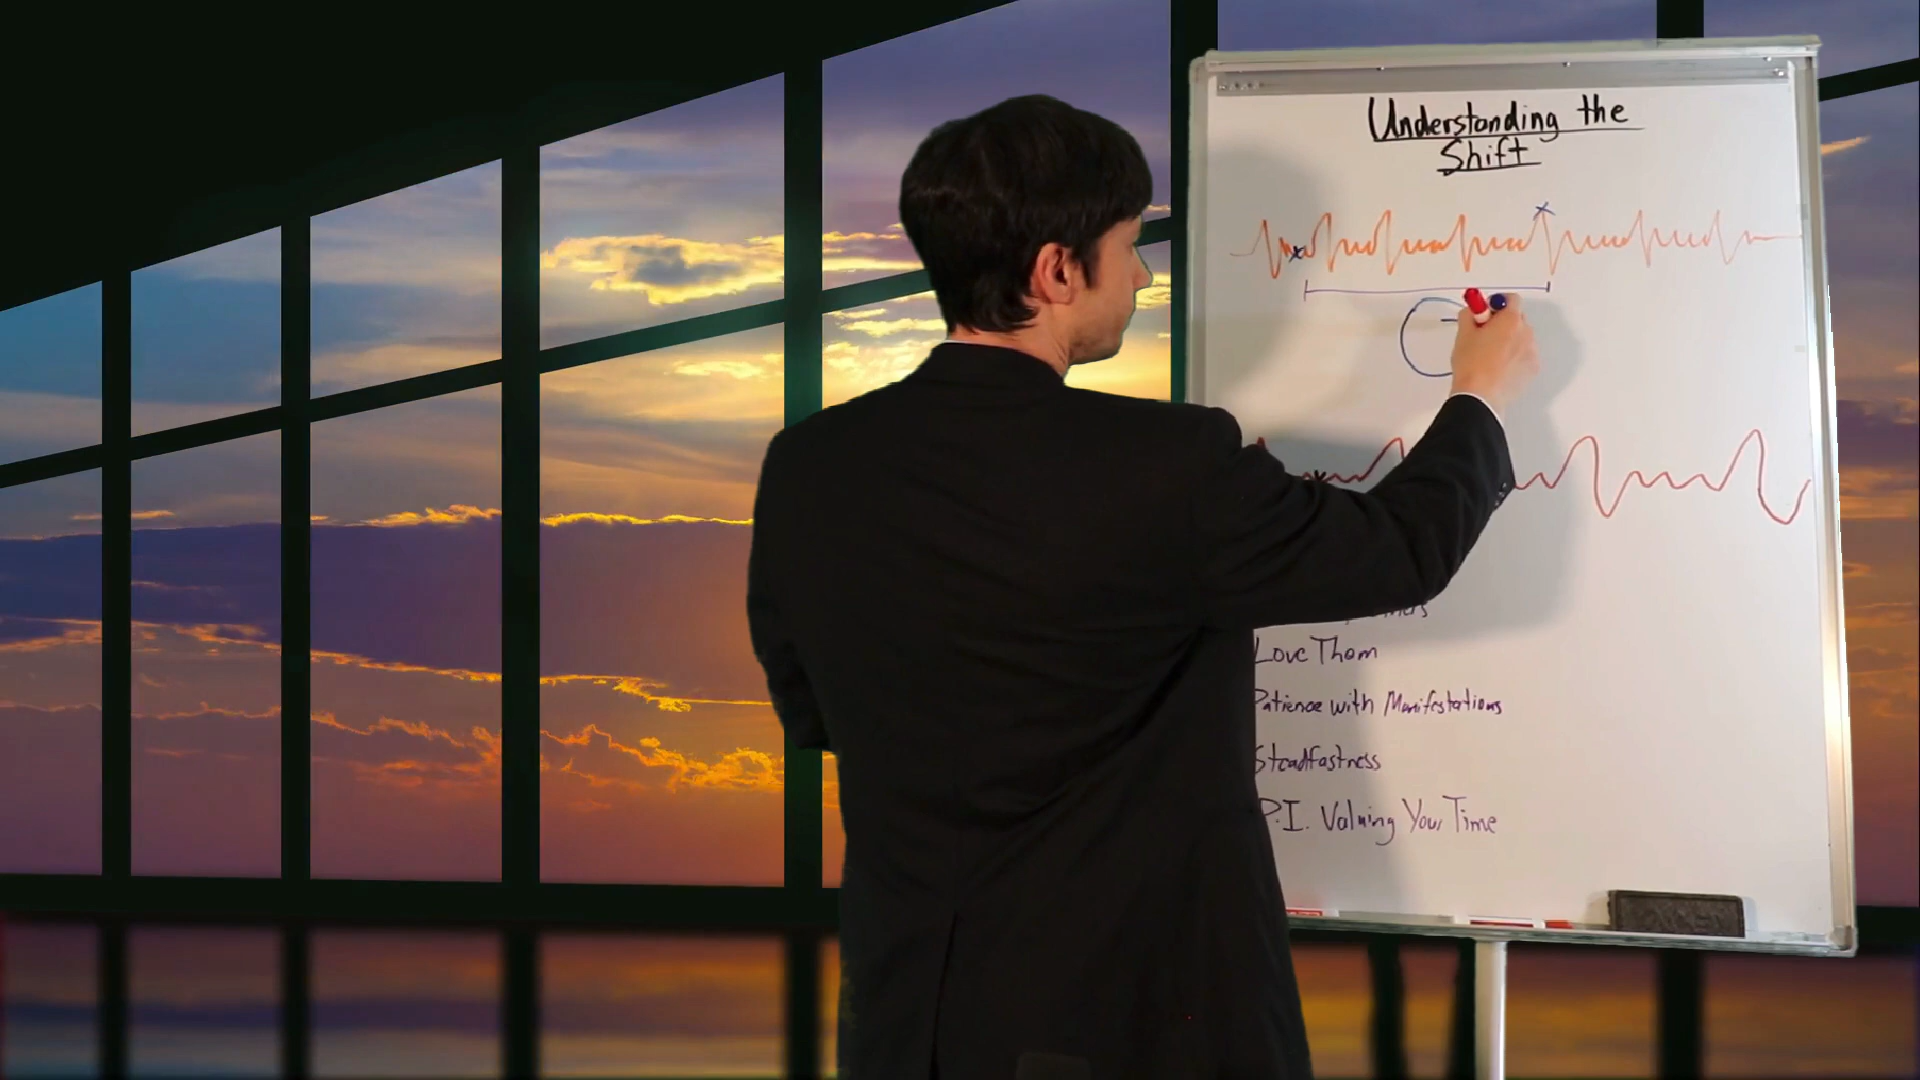 Understanding the
Shift
Love Them
Patience with Manifestations
Steadfastness
P.I. Valuing Your Time